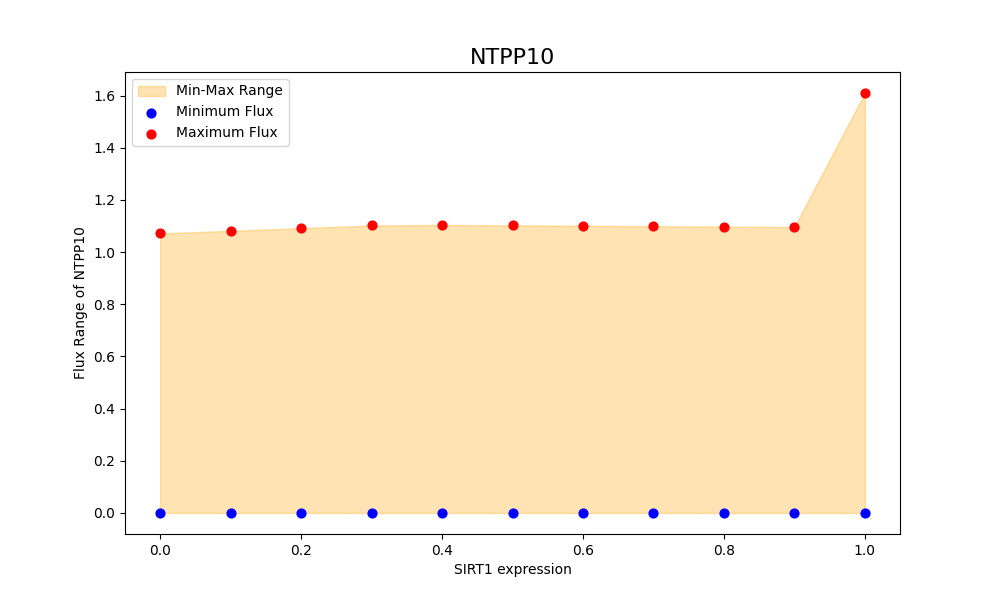 NTPP10
Min-Max Range
Minimum Flux
Maximum Flux
Flux Range of NTPP10
1.6
1.4
1.2
1.0
0.8
0.6
0.4
0.2
0.0
0.0 0.2 0.4 0.6 0.8 1.0
SIRT1 expression